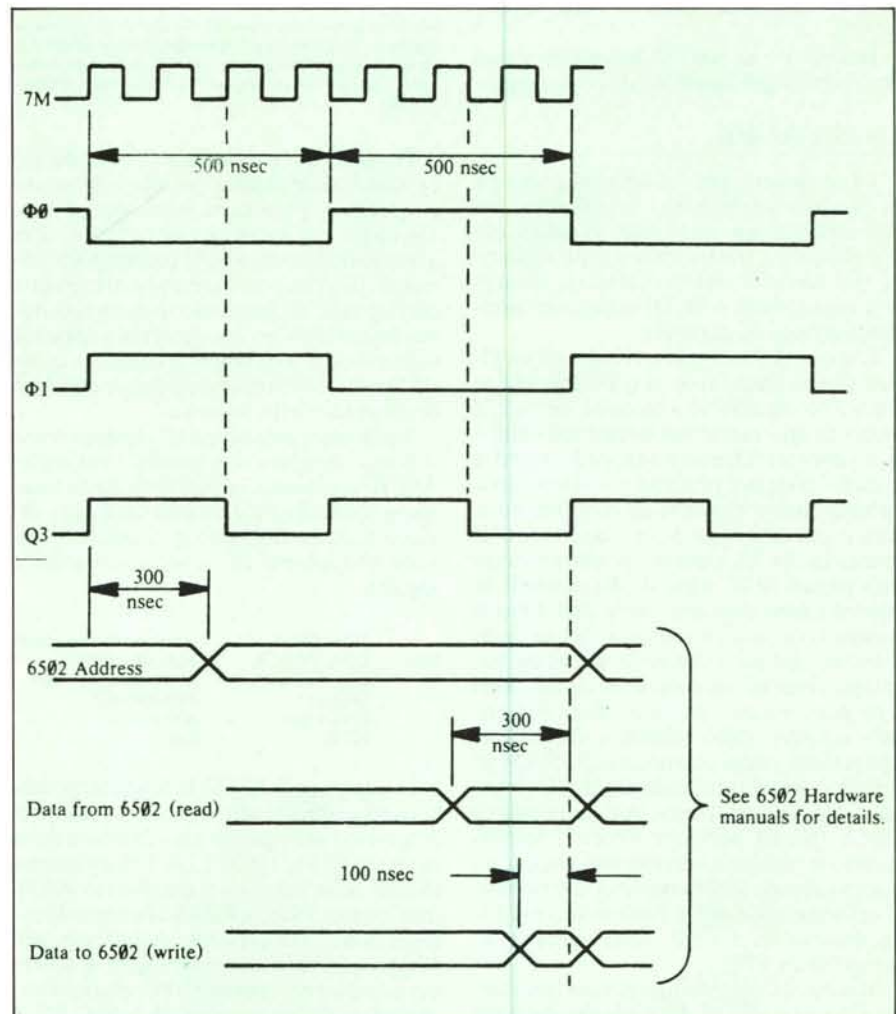 7M
500 nsec 500 nsec
Φ0
Φ1
Q3
300
nsec
6502 Address
300
nsec
Data from 6502 (read)
See 6502 Hardware
manuals for details.
100 nsec
Data to 6502 (write)